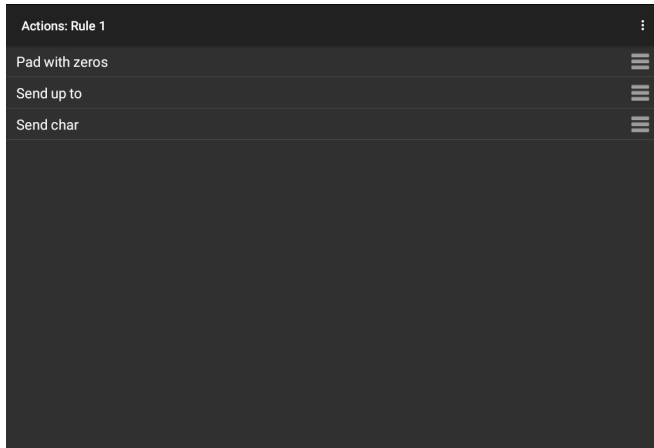 Actions: Rule 1
Pad with zeros
Send up to
Send char